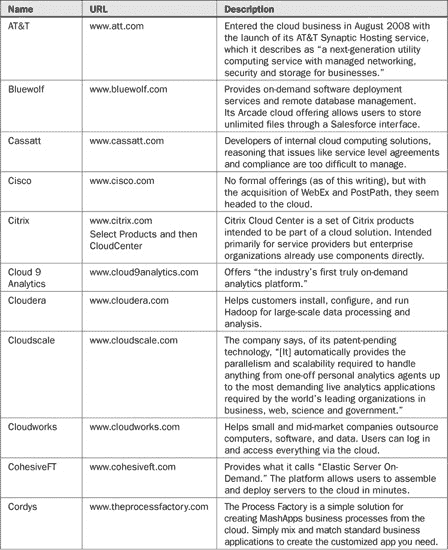 Name URL Description
AT&T www.att.com Entered the cloud business in August 2008 with
the launch of its AT&T Synaptic Hosting service,
which it describes as “a next-generation utility
computing service with managed networking,
security and storage for businesses.”
Bluewolf www.bluewolf.com Provides on-demand software deployment
services and remote database management.
Its Arcade cloud offering allows users to store
unlimited files through a Salesforce interface.
Cassatt www.cassatt.com Developers of internal cloud computing solutions,
reasoning that issues like service level agreements
and compliance are too difficult to manage.
Cisco www.cisco.com No formal offerings (as of this writing), but with
the acquisition of WebEx and PostPath, they seem
headed to the cloud.
Citrix www.citrix.com Citrix Cloud Center is a set of Citrix products
Select Products and then intended to be part of a cloud solution. Intended
CloudCenter primarily for service providers but enterprise
organizations already use components directly.
Cloud 9 www.cloud9analytics.com Offers “the industry’s first truly on-demand
Analytics analytics platform.”
Cloudera www.cloudera.com Helps customers install, configure, and run
Hadoop for large-scale data processing and
analysis.
Cloudscale www.cloudscale.com The company says, of its patent-pending
technology, “[It] automatically provides the
parallelism and scalability required to handle
anything from one-off personal analytics agents up
to the most demanding live analytics applications
required by the world’s leading organizations in
business, web, science and government.”
Cloudworks www.cloudworks.com Helps small and mid-market companies outsource
computers, software, and data. Users can log in
and access everything via the cloud.
CohesiveFT www.cohesiveft.com Provides what it calls “Elastic Server On-
Demand.” The platform allows users to assemble
and deploy servers to the cloud in minutes.
Cordys www.theprocessfactory.com The Process Factory is a simple solution for
creating MashApps business processes from the
cloud. Simply mix and match standard business
applications to create the customized app you need.